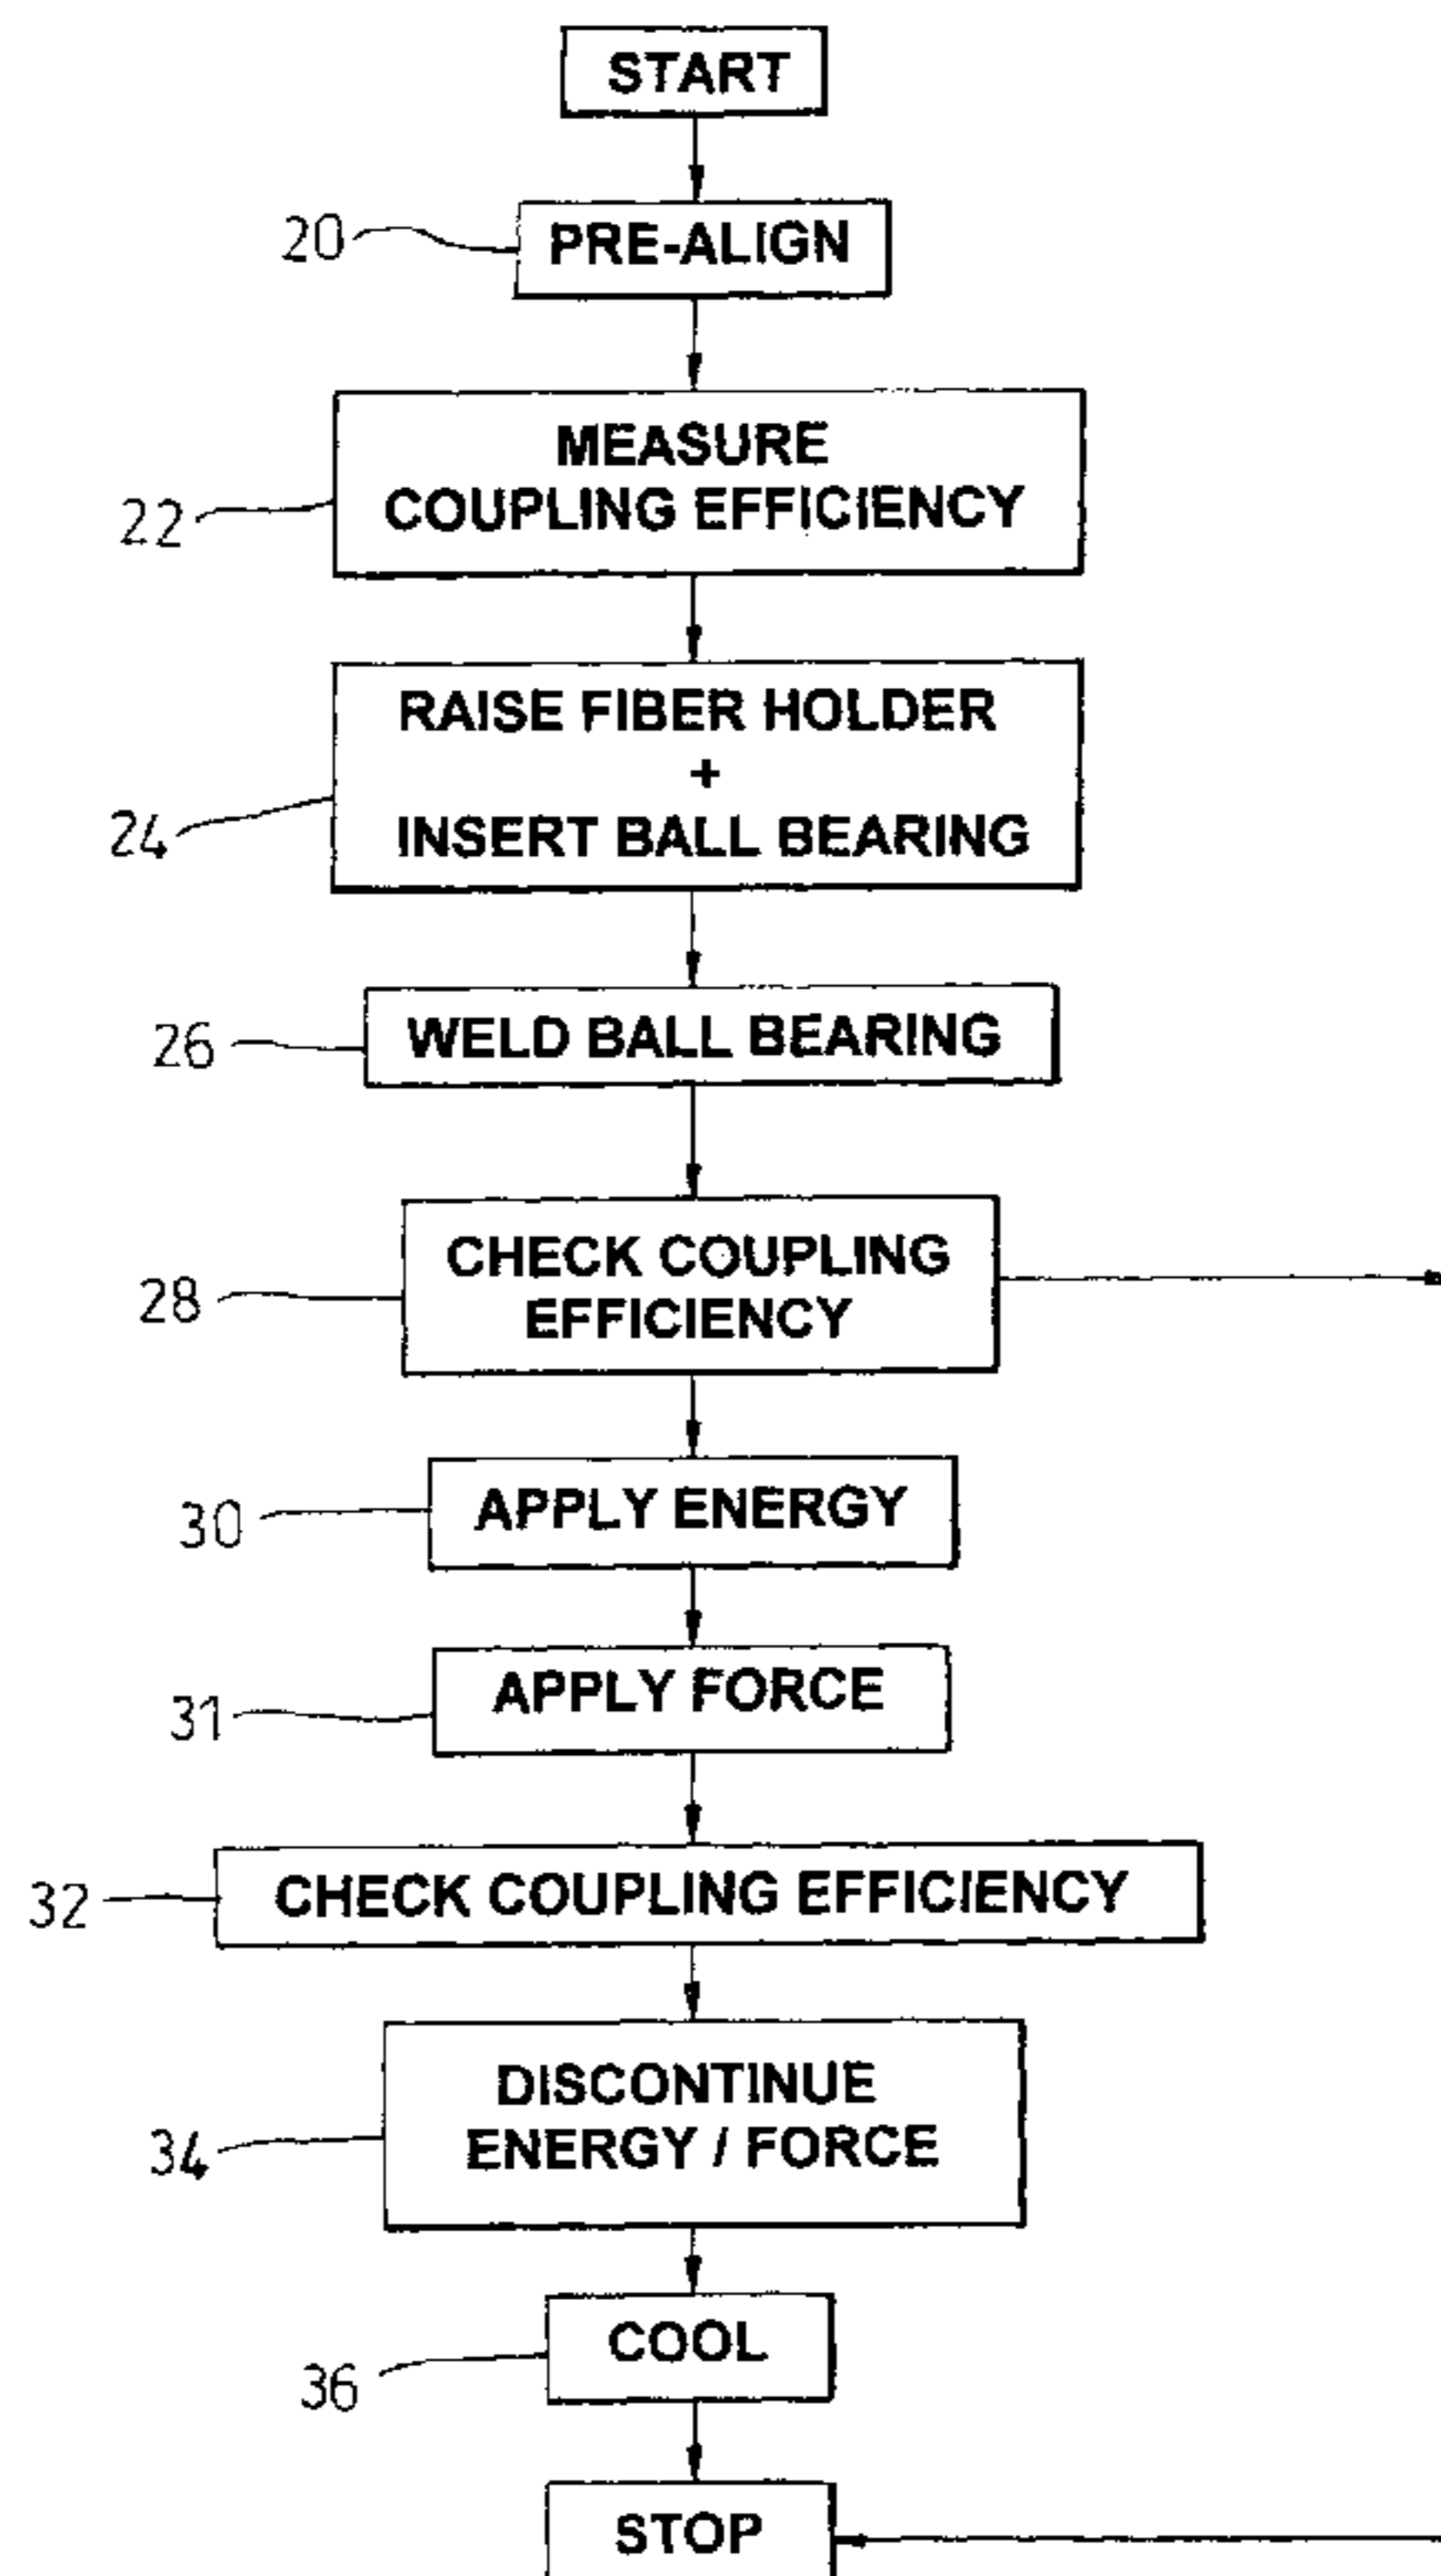 START
20
PRE-ALIGN
MEASURE
COUPLING EFFICIENCY
22
RAISE FIBER HOLDER
+
INSERT BALL BEARING
24
26
WELD BALL BEARING
CHECK COUPLING
EFFICIENCY
28
APPLY ENERGY
30
APPLY FORCE
31
CHECK COUPLING EFFICIENCY
32
DISCONTINUE
ENERGY / FORCE
34
COOL
36
STOP